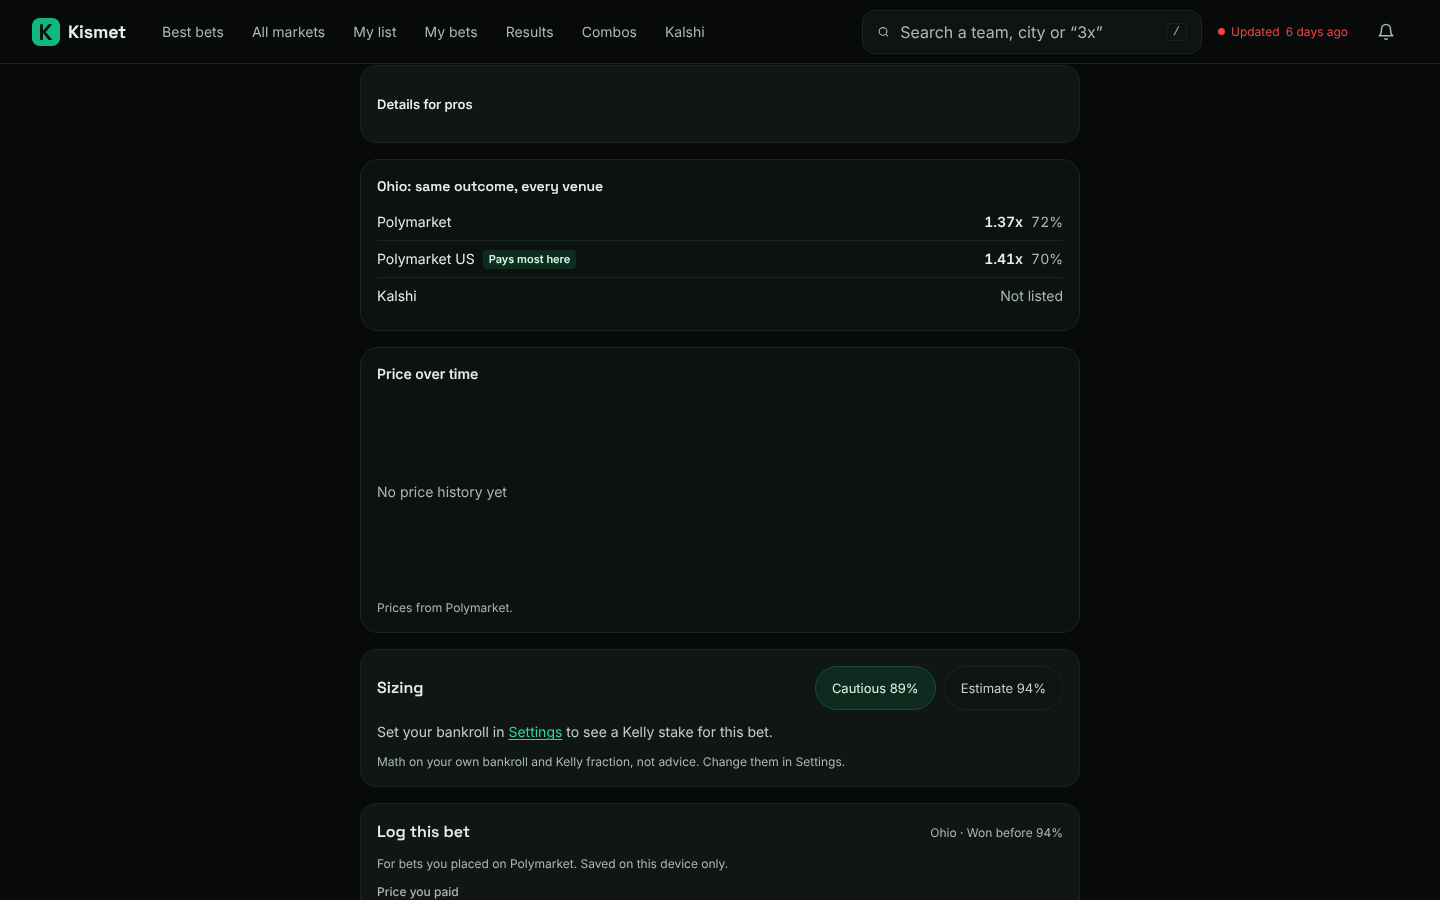 K Kismet Best bets All markets My list My bets Results Combos Kalshi Search a team, city or “3x” / Updated 6 days ago
Details for pros
Ohio: same outcome, every venue
Polymarket 1.37x 72%
Polymarket US Pays most here 1.41x 70%
Kalshi Not listed
Price over time
No price history yet
Prices from Polymarket.
Sizing Cautious 89% Estimate 94%
Set your bankroll in Settings to see a Kelly stake for this bet.
Math on your own bankroll and Kelly fraction, not advice. Change them in Settings.
Log this bet Ohio · Won before 94%
For bets you placed on Polymarket. Saved on this device only.
Price you paid